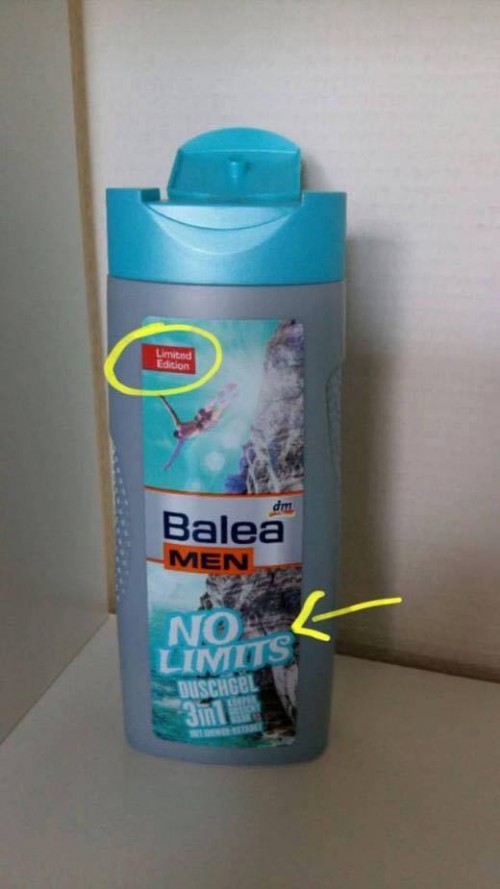 Limited
Edition
dm
Balea
MEN
NO
LIMITS
DUSCHGEL
3in1